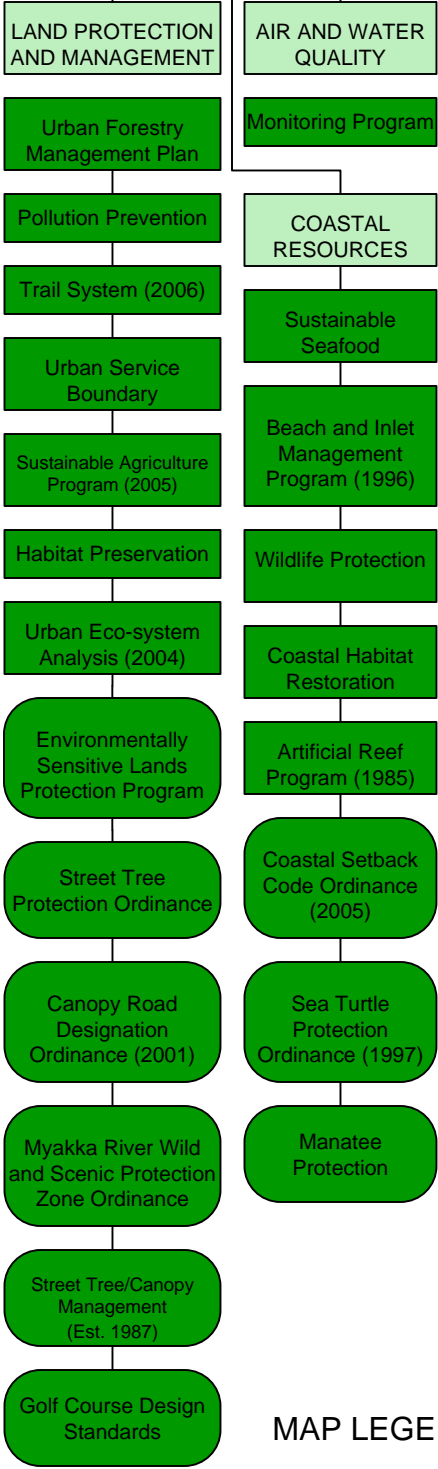 LAND PROTECTION
AND MANAGEMENT
Urban Forestry
Management Plan
Pollution Prevention
Trail System (2006)
Urban Service
Boundary
Sustainable Agriculture
Program (2005)
Habitat Preservation
Urban Eco-system
Analysis (2004)
Environmentally
Sensitive Lands
Protection Program
Street Tree
Protection Ordinance
Canopy Road
Designation
Ordinance (2001)
Myakka River Wild
and Scenic Protection
Zone Ordinance
Street Tree/Canopy
Management
(Est. 1987)
Golf Course Design
Standards
AIR AND WATER
QUALITY
Monitoring Program
COASTAL
RESOURCES
Sustainable
Seafood
Beach and Inlet
Management
Program (1996)
Wildlife Protection
Coastal Habitat
Restoration
Artificial Reef
Program (1985)
Coastal Setback
Code Ordinance
(2005)
Sea Turtle
Protection
Ordinance (1997)
Manatee
Protection
MAP LEGE